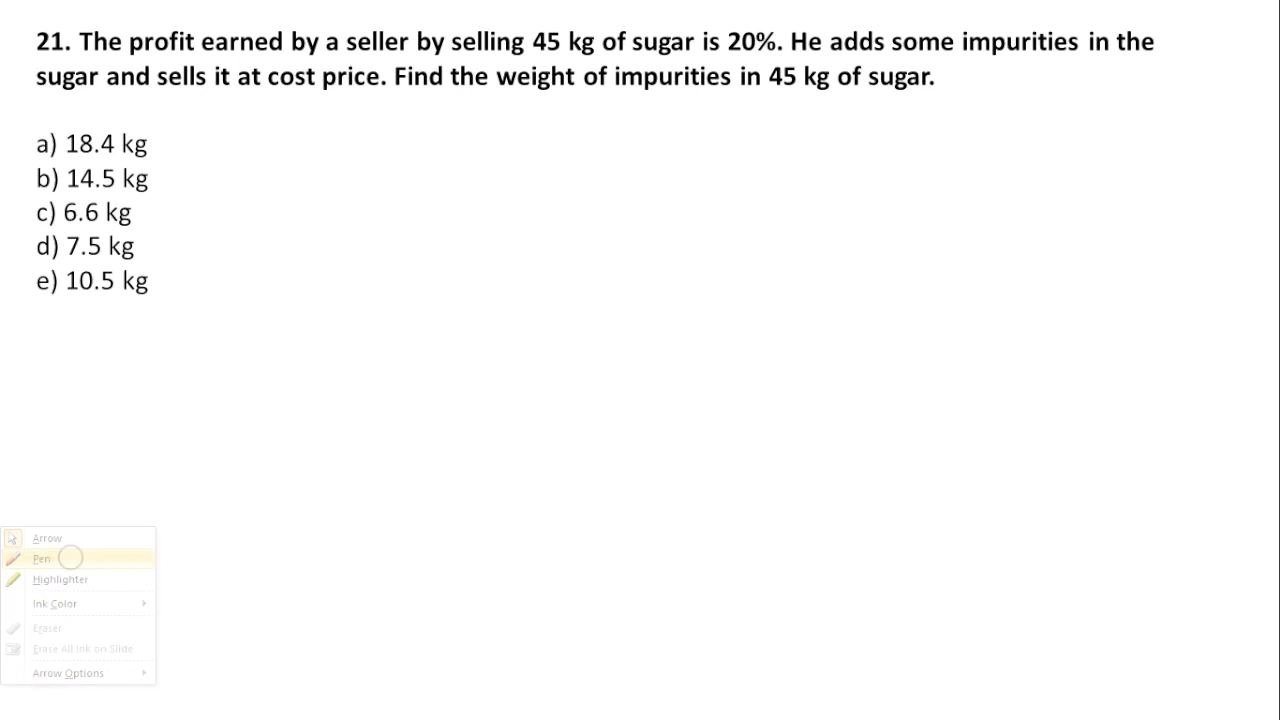 21. The profit earned by a seller by selling 45 kg of sugar is 20%. He adds some impurities in the
sugar and sells it at cost price. Find the weight of impurities in 45 kg of sugar.
a) 18.4 kg
b) 14.5 kg
c) 6.6 kg
d) 7.5 kg
e) 10.5 kg
Arrow
Pen
Highlighter
Ink Color
Eraser
Erase All Ink on Slide
Arrow Options